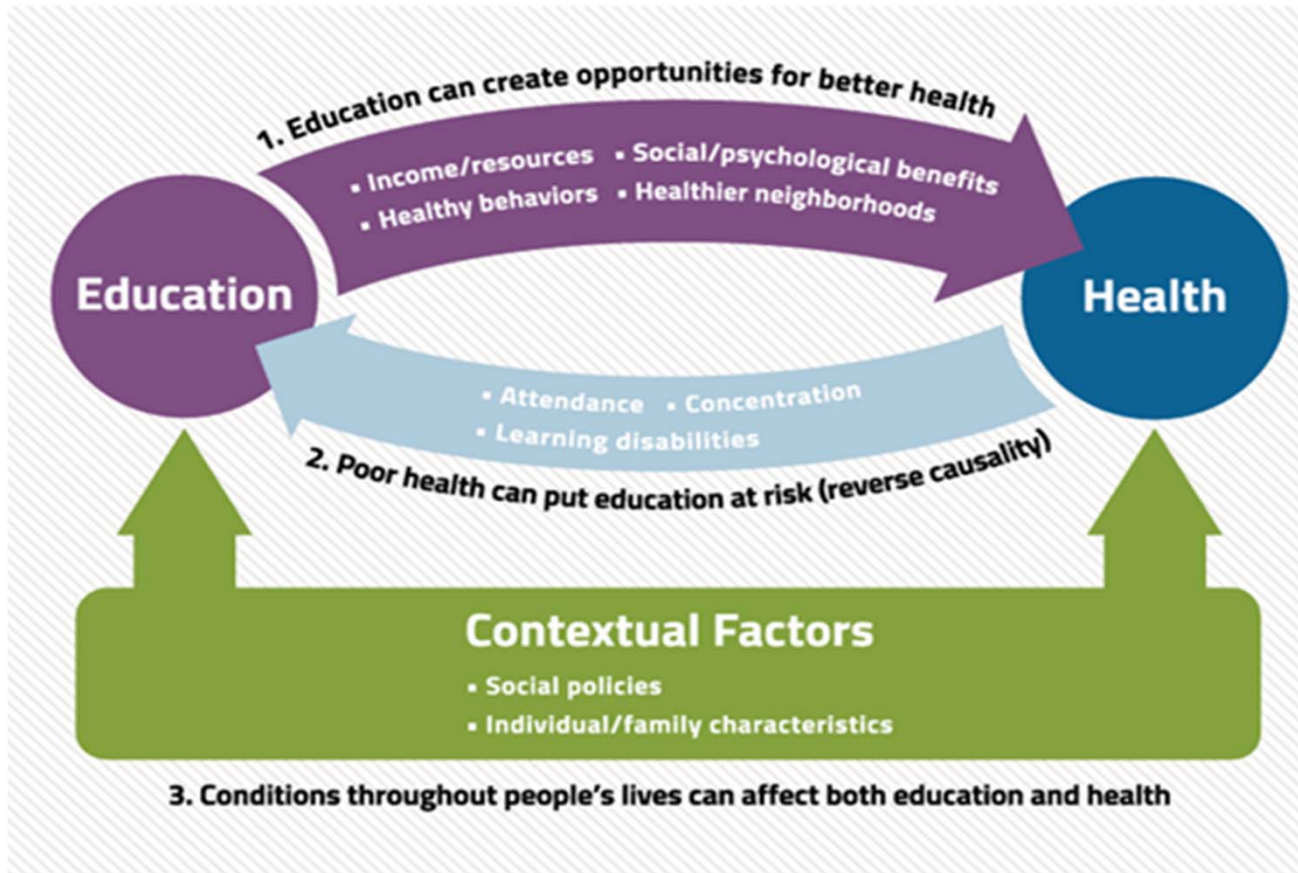 1. Education can create opportunities for better health
▪ Income/resources ▪ Social/psychological benefits
▪ Healthy behaviors ▪ Healthier neighborhoods
Education
Health
▪ Attendance ▪ Concentration
▪ Learning disabilities
2. Poor health can put education at risk (reverse causality)
Contextual Factors
▪ Social policies
▪ Individual/family characteristics
3. Conditions throughout people's lives can affect both education and health